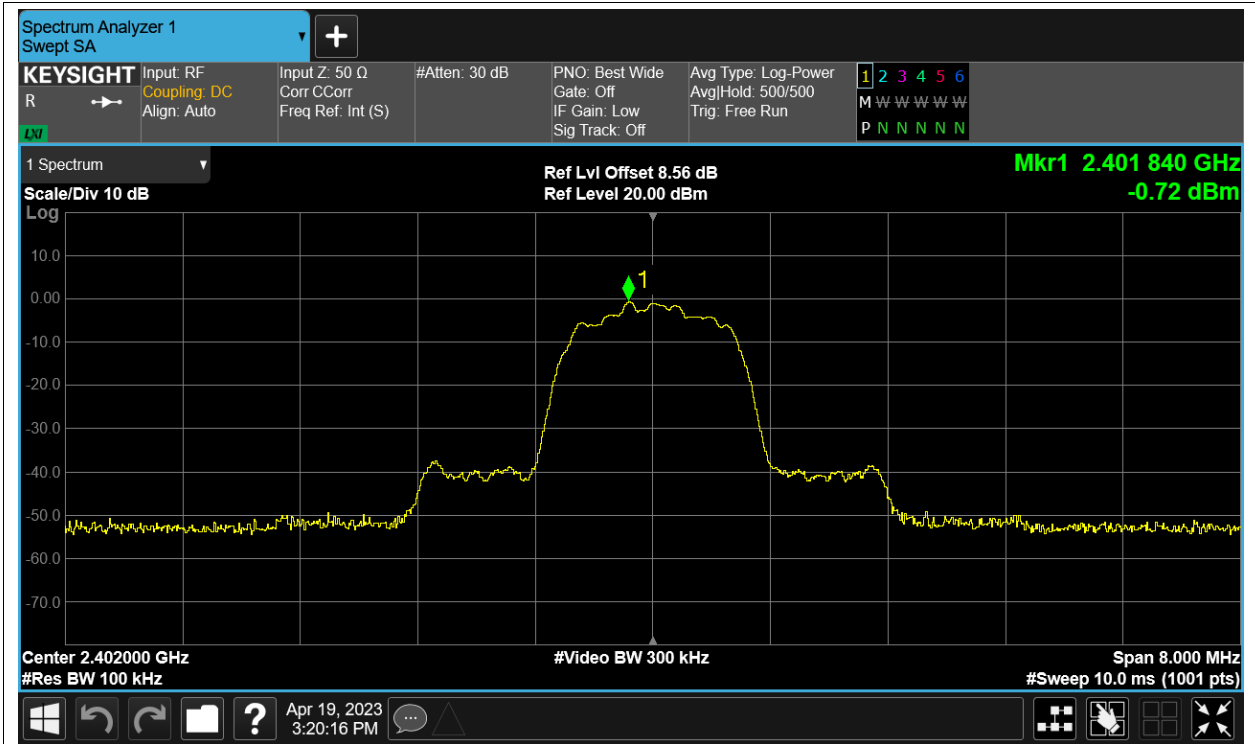 Spectrum Analyzer 1
Swept SA
KEYSIGHT
R
LXI
Input: RF
Coupling: DC
Align: Auto
Input Z: 50 Ω
Corr CCorr
Freq Ref: Int (S)
#Atten: 30 dB
PNO: Best Wide
Gate: Off
IF Gain: Low
Sig Track: Off
Avg Type: Log-Power
Avg|Hold: 500/500
Trig: Free Run
1 2 3 4 5 6
M W W W W W
P N N N N N
1 Spectrum
Scale/Div 10 dB
Log
Ref Lvl Offset 8.56 dB
Ref Level 20.00 dBm
Mkr1 2.401 840 GHz
-0.72 dBm
1
10.0
0.00
-10.0
-20.0
-30.0
-40.0
-50.0
-60.0
-70.0
Center 2.402000 GHz
#Video BW 300 kHz
Span 8.000 MHz
#Res BW 100 kHz
#Sweep 10.0 ms (1001 pts)
?
Apr 19, 2023
3:20:16 PM